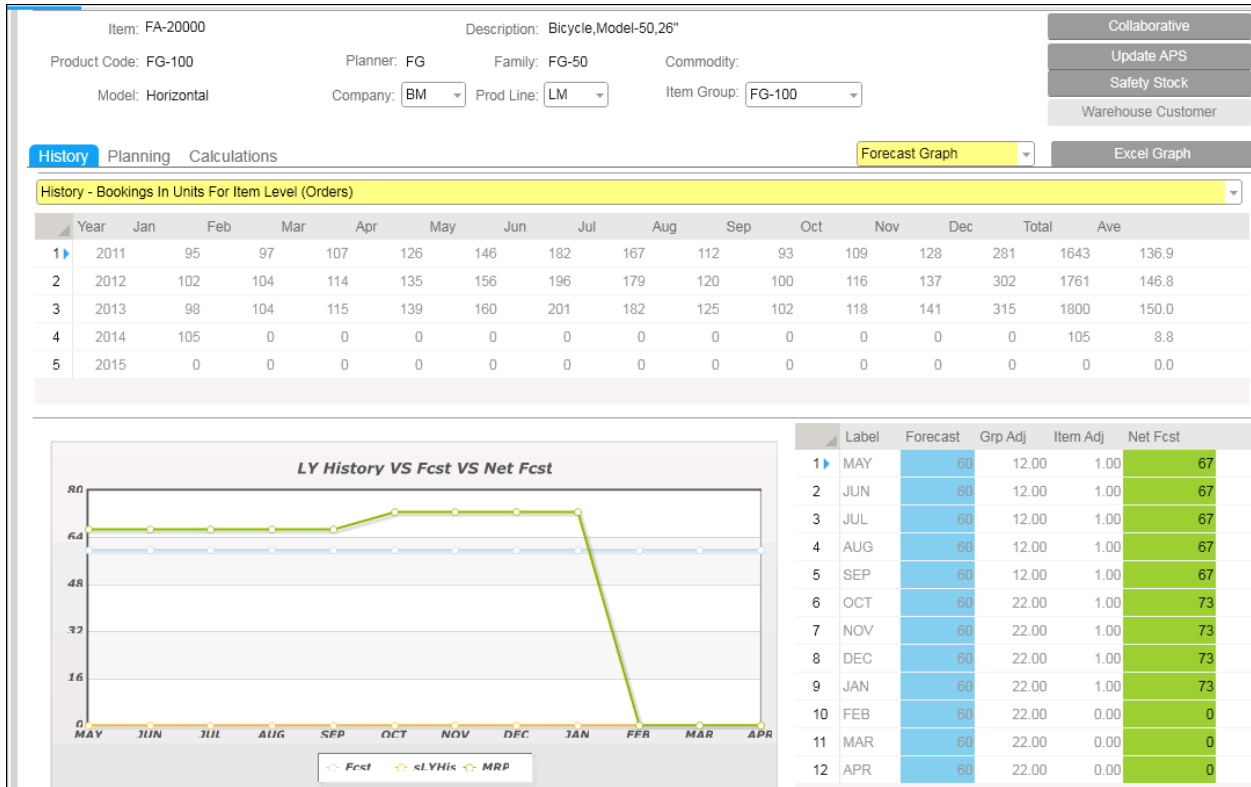 Item: FA-20000 Description: Bicycle,Model-50,26" Collaborative
Product Code: FG-100 Planner: FG Family: FG-50 Commodity: Update APS
Model: Horizontal Company: BM Prod Line: LM Item Group: FG-100 Safety Stock
Warehouse Customer
History Planning Calculations Forecast Graph Excel Graph
History - Bookings In Units For Item Level (Orders)
Year Jan Feb Mar Apr May Jun Jul Aug Sep Oct Nov Dec Total Ave
1 2011 95 97 107 126 146 182 167 112 93 109 128 281 1643 136.9
2 2012 102 104 114 135 156 196 179 120 100 116 137 302 1761 146.8
3 2013 98 104 115 139 160 201 182 125 102 118 141 315 1800 150.0
4 2014 105 0 0 0 0 0 0 0 0 0 0 0 105 8.8
5 2015 0 0 0 0 0 0 0 0 0 0 0 0 0 0.0
LY History VS Fcst VS Net Fcst
80
64
48
32
16
0
MAY JUN JUL AUG SEP OCT NOV DEC JAN FEB MAR APR
Fcst sLYHis MRP
Label Forecast Grp Adj Item Adj Net Fcst
1 MAY 60 12.00 1.00 67
2 JUN 60 12.00 1.00 67
3 JUL 60 12.00 1.00 67
4 AUG 60 12.00 1.00 67
5 SEP 60 12.00 1.00 67
6 OCT 60 22.00 1.00 73
7 NOV 60 22.00 1.00 73
8 DEC 60 22.00 1.00 73
9 JAN 60 22.00 1.00 73
10 FEB 60 22.00 0.00 0
11 MAR 60 22.00 0.00 0
12 APR 60 22.00 0.00 0